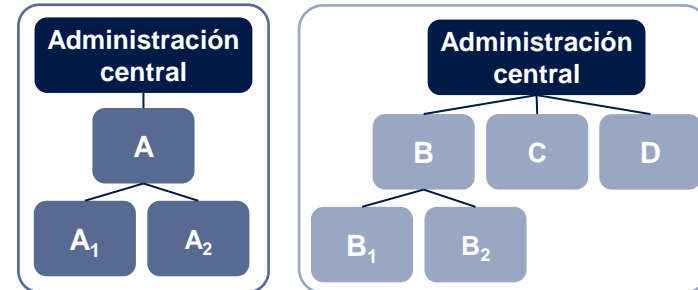 Administración
central
A
A₁
A₂
Administración
central
B
C
D
B₁
B₂